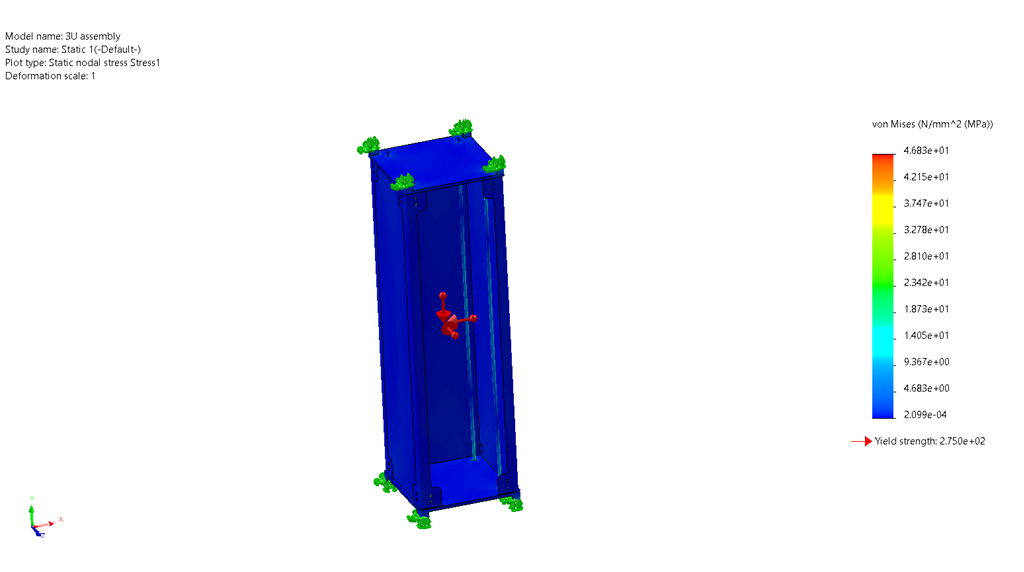 Model name: 3U assembly
Study name: Static 1(-Default-)
Plot type: Static nodal stress Stress1
Deformation scale: 1
von Mises (N/mm^2 (MPa))
4.683e+01
4.215e+01
3.747e+01
3.278e+01
2.810e+01
2.342e+01
1.873e+01
1.405e+01
9.367e+00
4.683e+00
2.099e-04
Yield strength: 2.750e+02
Y
X
Z